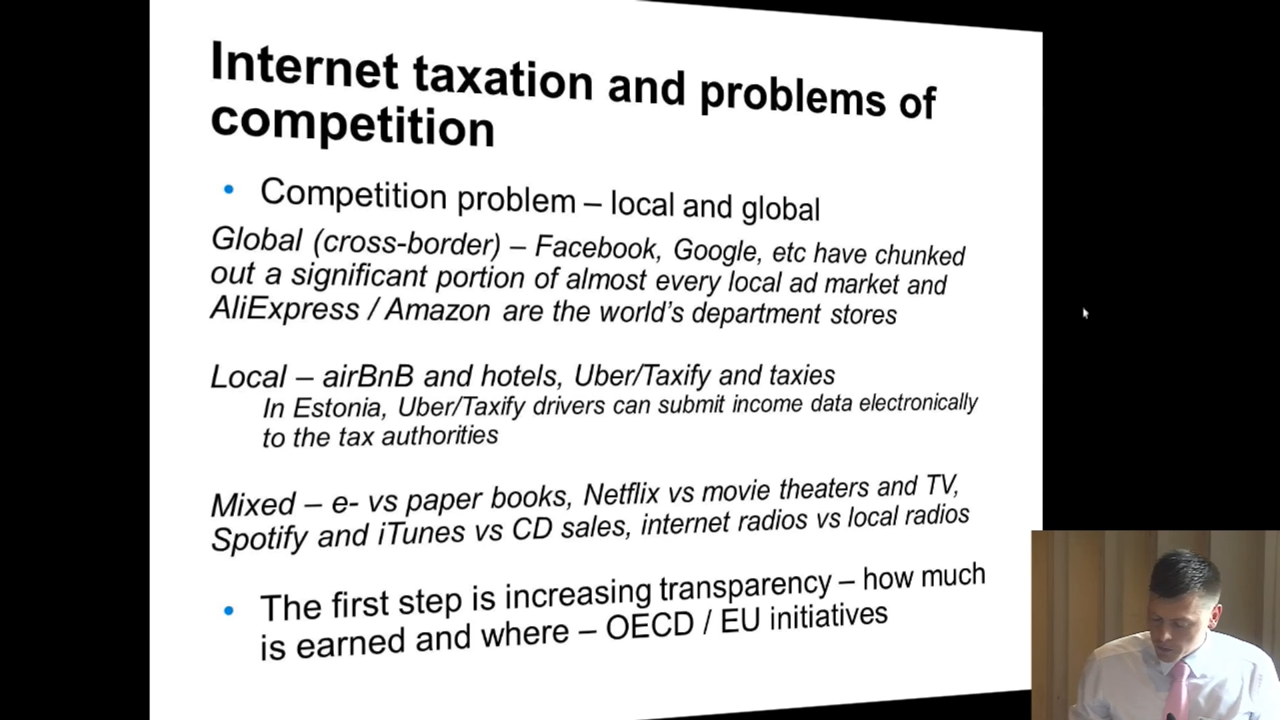 Internet taxation and problems of
competition
• Competition problem – local and global
Global (cross-border) – Facebook, Google, etc have chunked
out a significant portion of almost every local ad market and
AliExpress / Amazon are the world's department stores
Local – airBnB and hotels, Uber/Taxify and taxies
In Estonia, Uber/Taxify drivers can submit income data electronically
to the tax authorities
Mixed – e- vs paper books, Netflix vs movie theaters and TV,
Spotify and iTunes vs CD sales, internet radios vs local radios
• The first step is increasing transparency – how much
is earned and where – OECD / EU initiatives